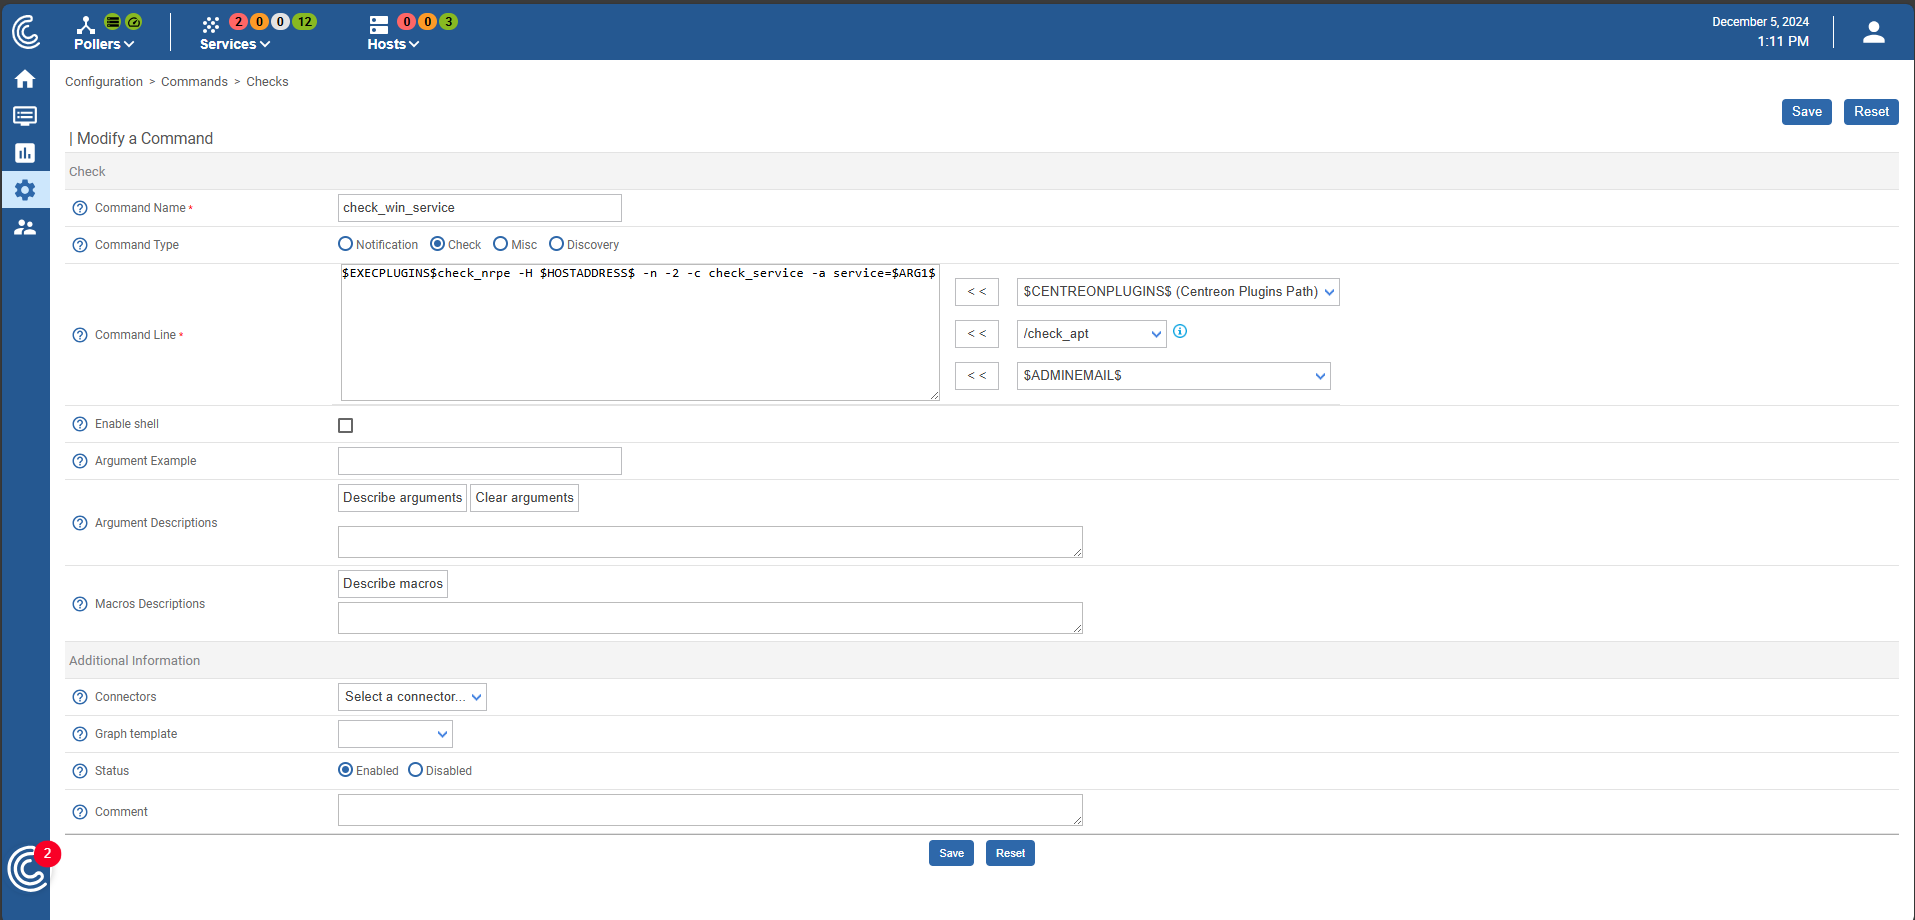 Pollers
2 0 0 12
Services
0 0 3
Hosts
December 5, 2024
1:11 PM
Configuration > Commands > Checks
Save Reset
| Modify a Command
Check
Command Name *
check_win_service
Command Type
Notification Check Misc Discovery
Command Line *
$EXECPLUGINS$check_nrpe -H $HOSTADDRESS$ -n -2 -c check_service -a service=$ARG1$
<< $CENTREONPLUGINS$ (Centreon Plugins Path)
<< /check_apt
<< $ADMINEMAIL$
Enable shell
Argument Example
Argument Descriptions
Describe arguments Clear arguments
Macros Descriptions
Describe macros
Additional Information
Connectors
Select a connector...
Graph template
Status
Enabled Disabled
Comment
2
Save Reset